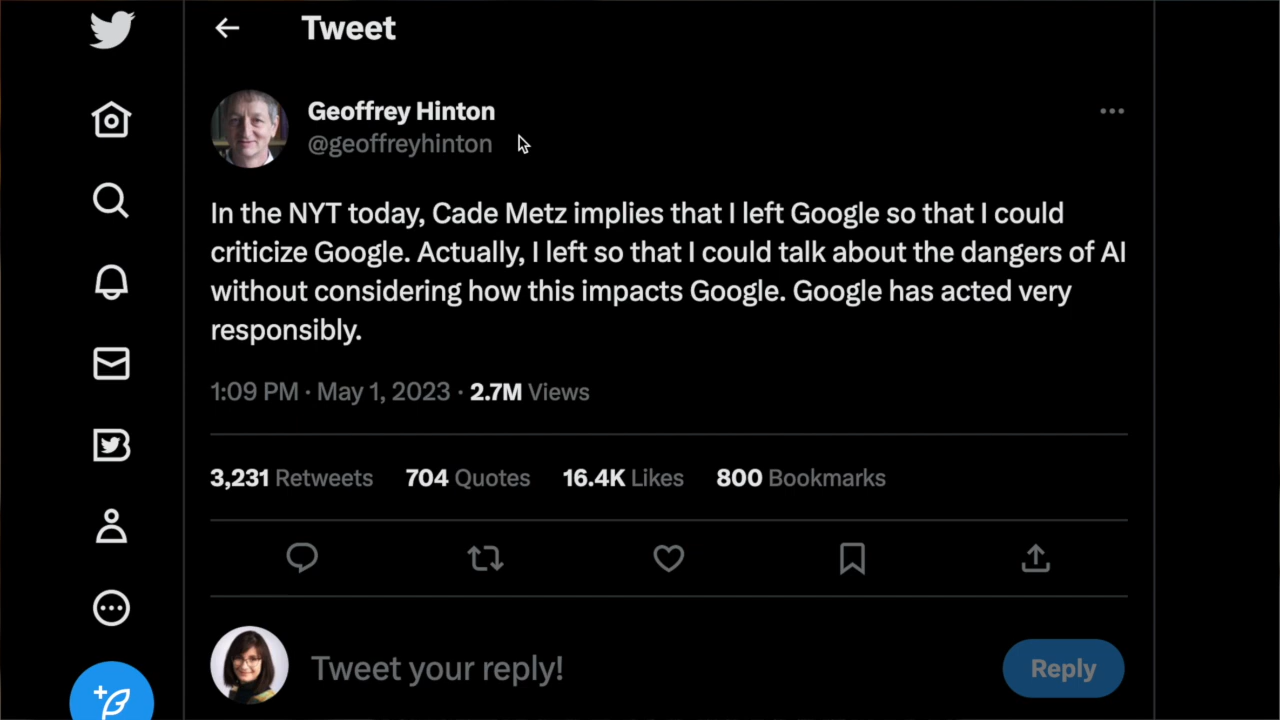 Tweet
Geoffrey Hinton
@geoffreyhinton
In the NYT today, Cade Metz implies that I left Google so that I could
criticize Google. Actually, I left so that I could talk about the dangers of AI
without considering how this impacts Google. Google has acted very
responsibly.
1:09 PM · May 1, 2023 · 2.7M Views
3,231 Retweets 704 Quotes 16.4K Likes 800 Bookmarks
Tweet your reply! Reply